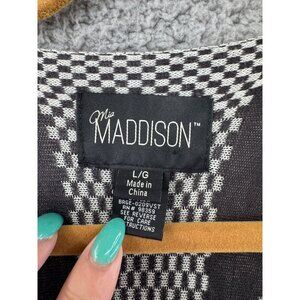 Miss
MADDISON™
L/G
Made in
China
SEE REVERSE
FOR CARE
INSTRUCTIONS